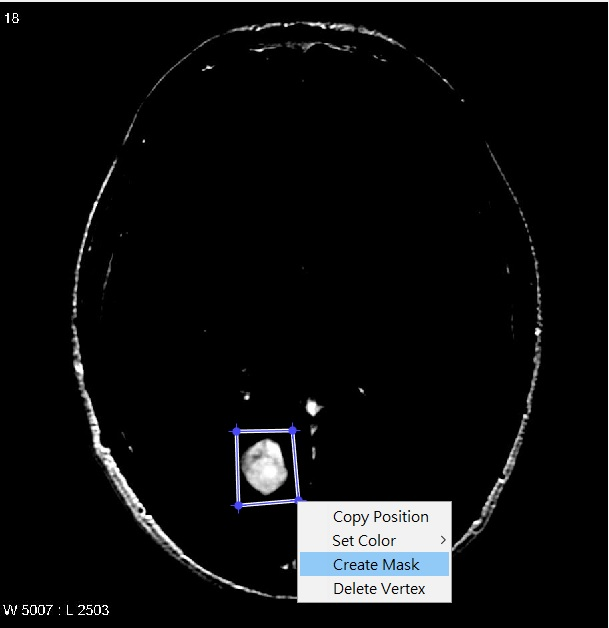 18
Copy Position
Set Color
Create Mask
Delete Vertex
W 5007 : L 2503